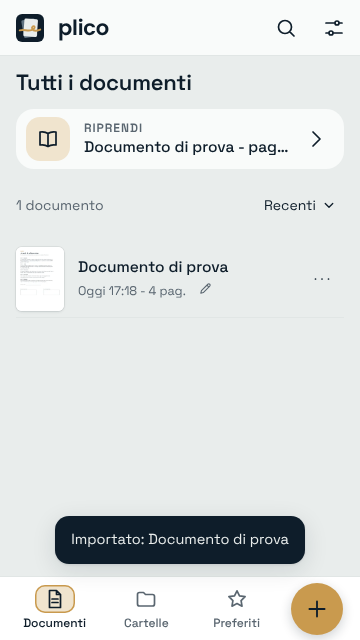 plico
Tutti i documenti
RIPRENDI
Documento di prova - pag...
1 documento
Recenti
Documento di prova
Oggi 17:18 - 4 pag.
Importato: Documento di prova
Documenti
Cartelle
Preferiti